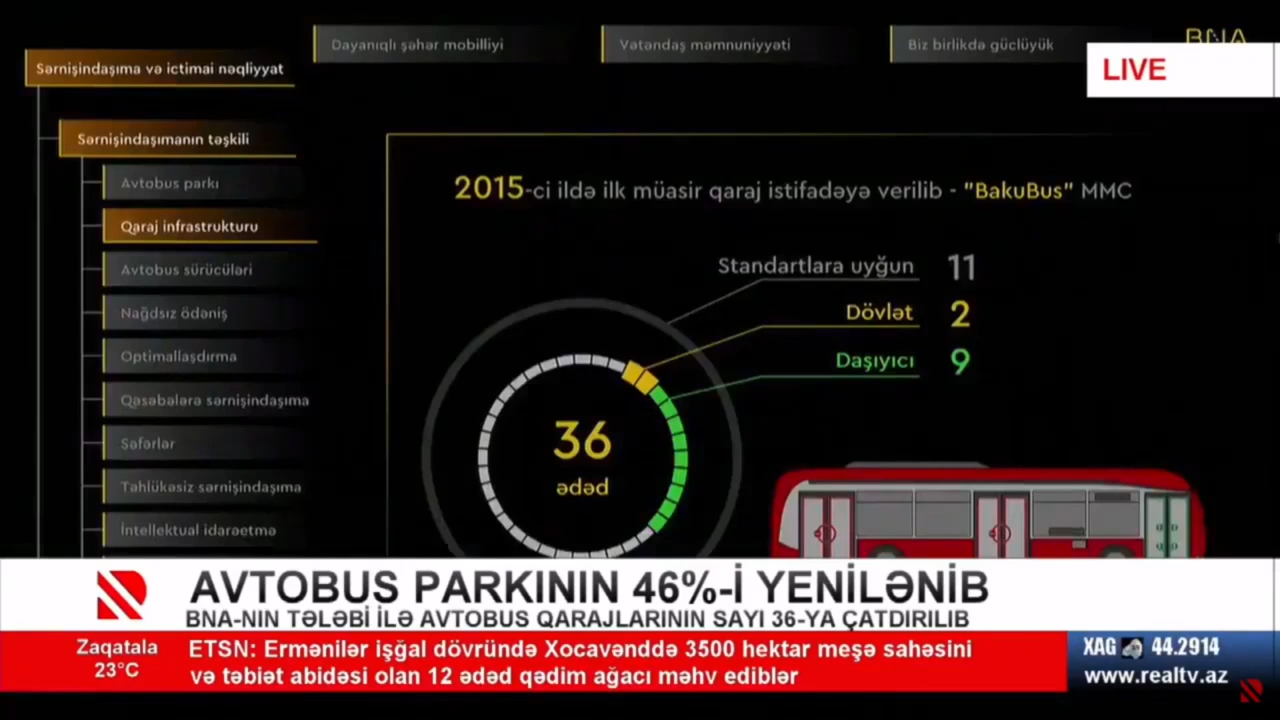 Dayanıqlı şəhər mobilliyi
Vətəndaş məmnuniyyəti
Biz birlikdə güclüyük
BNA
LIVE
Sərnişindaşıma və ictimai nəqliyyat
Sərnişindaşımanın təşkili
Avtobus parkı
Qaraj infrastrukturu
Avtobus sürücüləri
Nağdsız ödəniş
Optimallaşdırma
Qəsəbələrə sərnişindaşıma
Səfərlər
Təhlükəsiz sərnişindaşıma
İntellektual idarəetmə
2015-ci ildə ilk müasir qaraj istifadəyə verilib - "BakuBus" MMC
Standartlara uyğun 11
Dövlət 2
Daşıyıcı 9
36
ədəd
AVTOBUS PARKININ 46%-İ YENİLƏNİB
BNA-NIN TƏLƏBİ İLƏ AVTOBUS QARAJLARININ SAYI 36-YA ÇATDIRILIB
Zaqatala
23°C
ETSN: Ermənilər işğal dövründə Xocavənddə 3500 hektar meşə sahəsini
və təbiət abidəsi olan 12 ədəd qədim ağacı məhv ediblər
XAG 44.2914
www.realtv.az